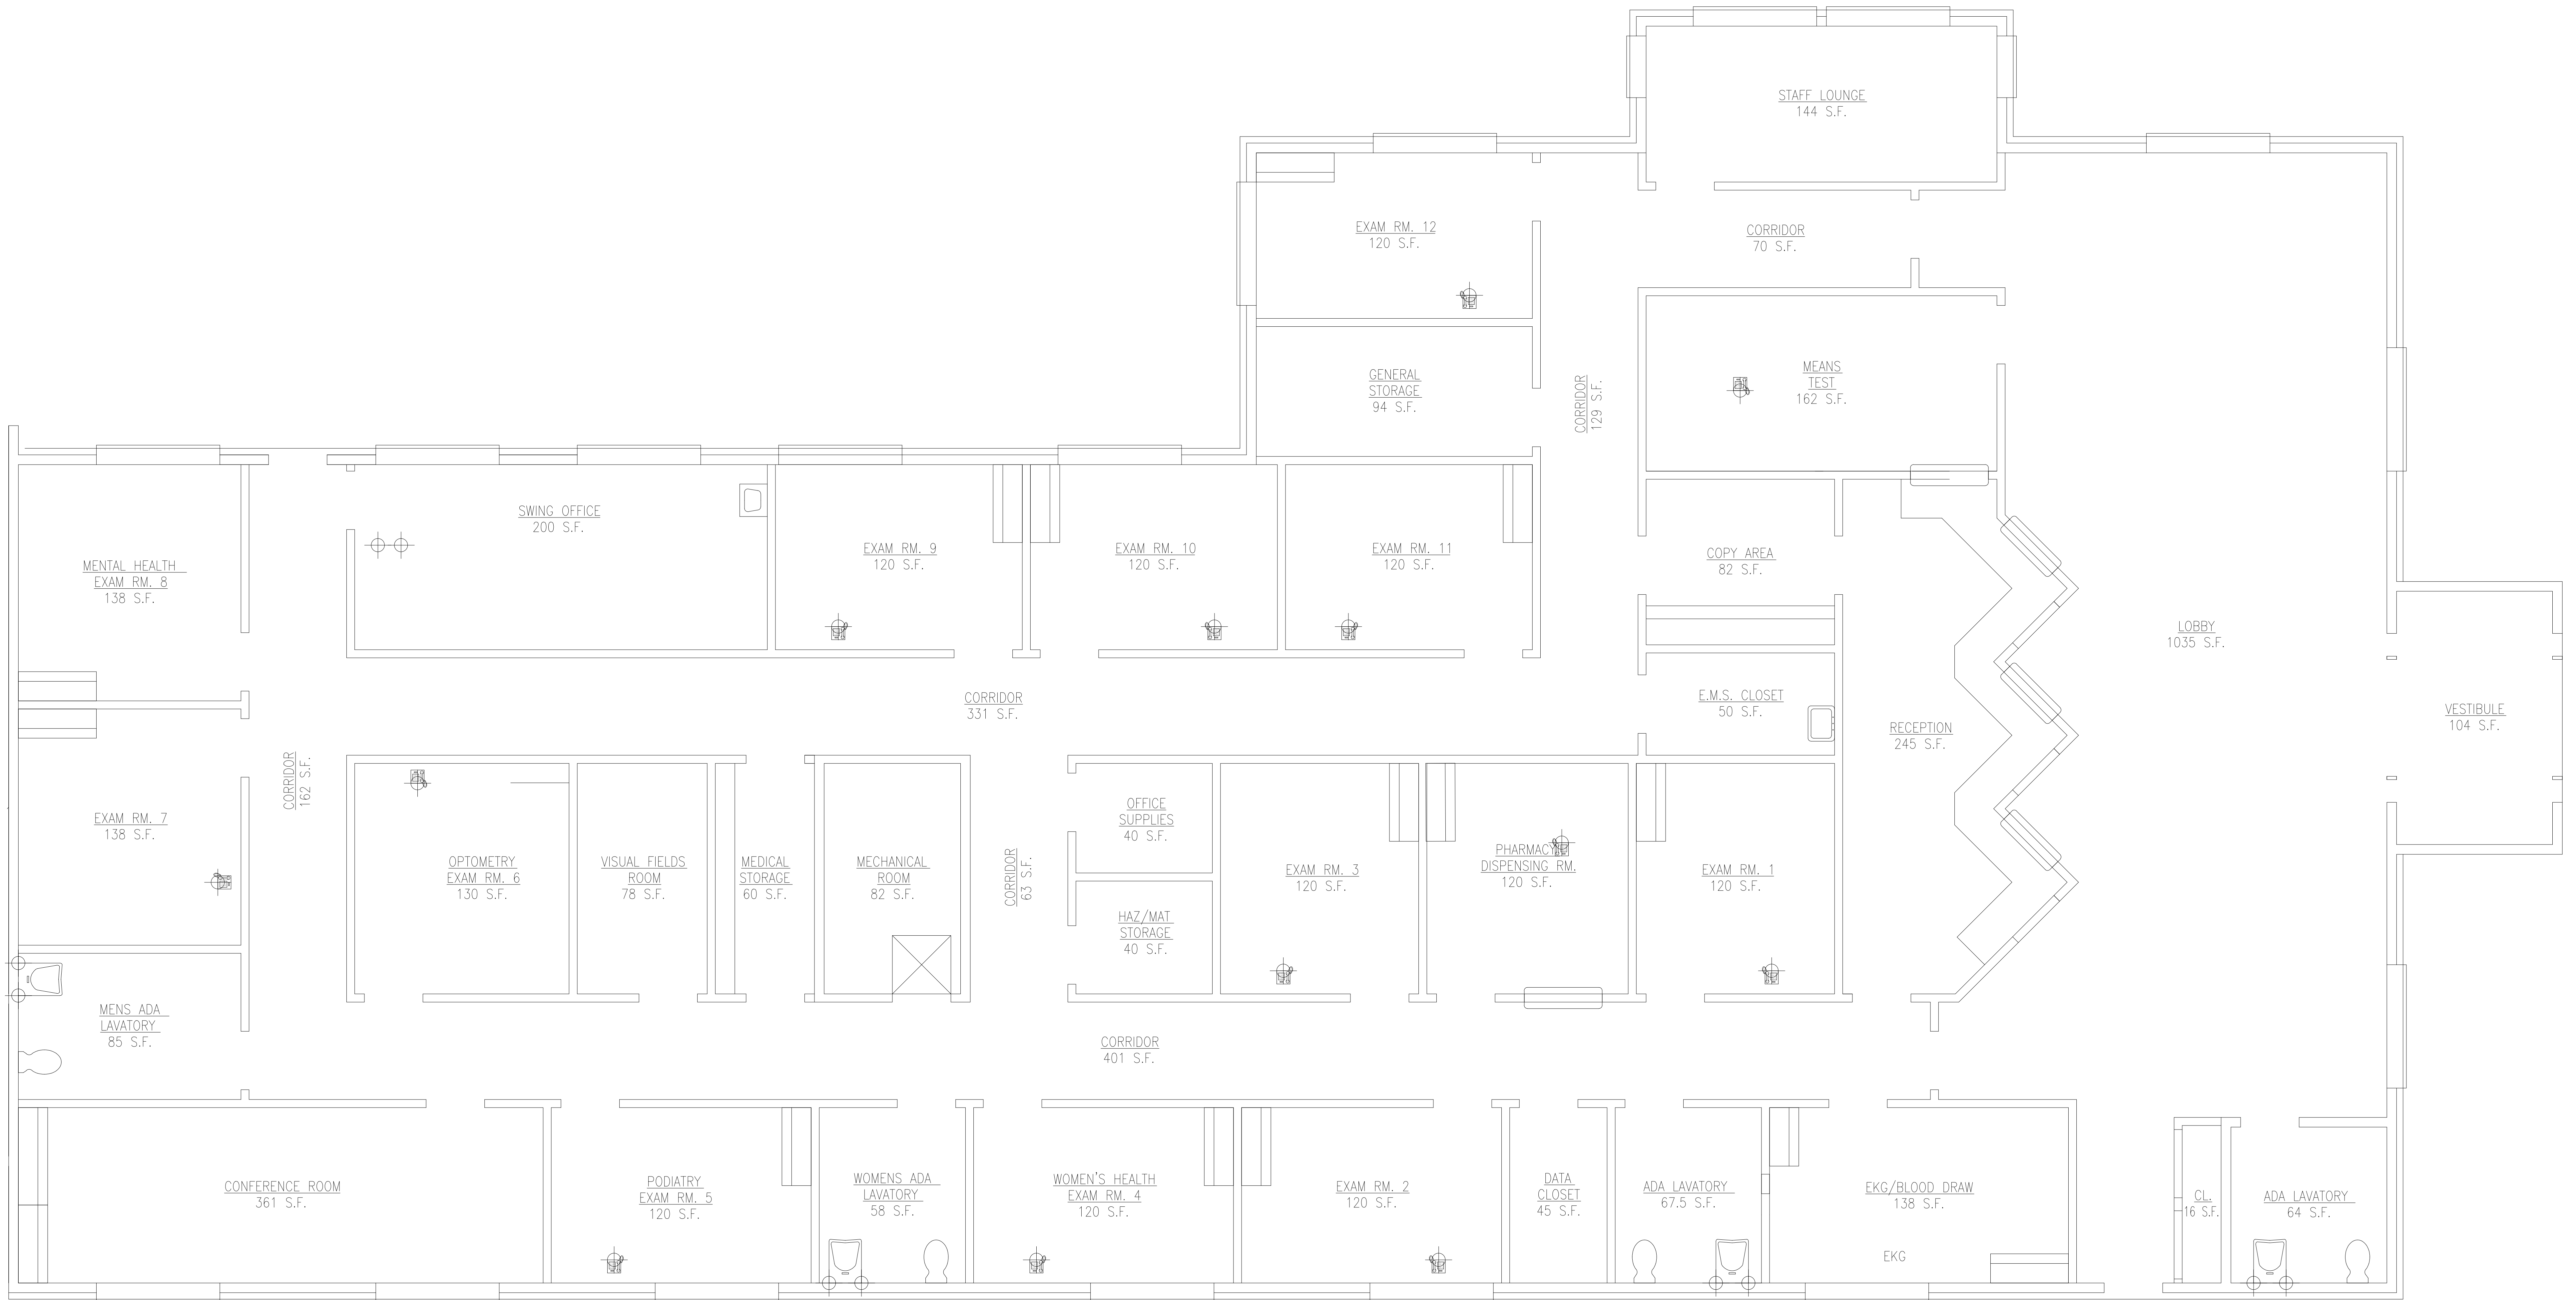 STAFF LOUNGE
144 S.F.
EXAM RM. 12
120 S.F.
CORRIDOR
70 S.F.
GENERAL
STORAGE
94 S.F.
CORRIDOR
129 S.F.
MEANS
TEST
162 S.F.
MENTAL HEALTH
EXAM RM. 8
138 S.F.
SWING OFFICE
200 S.F.
EXAM RM. 9
120 S.F.
EXAM RM. 10
120 S.F.
EXAM RM. 11
120 S.F.
COPY AREA
82 S.F.
LOBBY
1035 S.F.
CORRIDOR
331 S.F.
E.M.S. CLOSET
50 S.F.
RECEPTION
245 S.F.
VESTIBULE
104 S.F.
EXAM RM. 7
138 S.F.
CORRIDOR
162 S.F.
OPTOMETRY
EXAM RM. 6
130 S.F.
VISUAL FIELDS
ROOM
78 S.F.
MEDICAL
STORAGE
60 S.F.
MECHANICAL
ROOM
82 S.F.
CORRIDOR
63 S.F.
OFFICE
SUPPLIES
40 S.F.
HAZ/MAT
STORAGE
40 S.F.
EXAM RM. 3
120 S.F.
PHARMACY
DISPENSING RM.
120 S.F.
EXAM RM. 1
120 S.F.
MENS ADA
LAVATORY
85 S.F.
CORRIDOR
401 S.F.
CONFERENCE ROOM
361 S.F.
PODIATRY
EXAM RM. 5
120 S.F.
WOMENS ADA
LAVATORY
58 S.F.
WOMEN'S HEALTH
EXAM RM. 4
120 S.F.
EXAM RM. 2
120 S.F.
DATA
CLOSET
45 S.F.
ADA LAVATORY
67.5 S.F.
EKG/BLOOD DRAW
138 S.F.
EKG
CL.
16 S.F.
ADA LAVATORY
64 S.F.